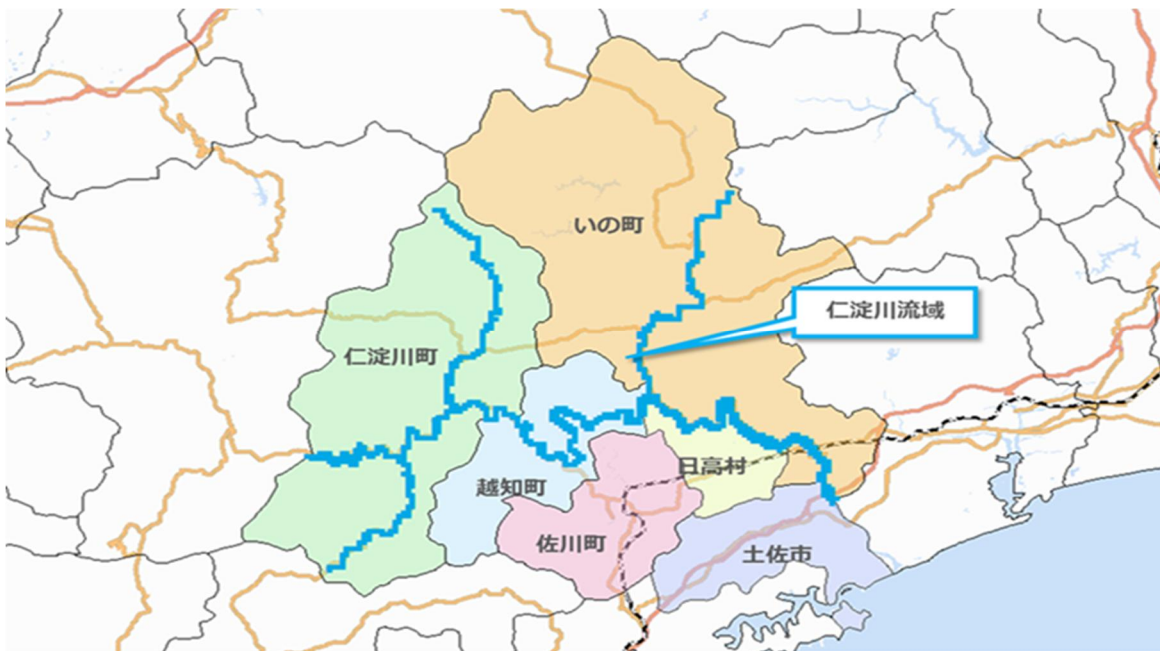 いの町
仁淀川流域
仁淀川町
日高村
越知町
佐川町
土佐市